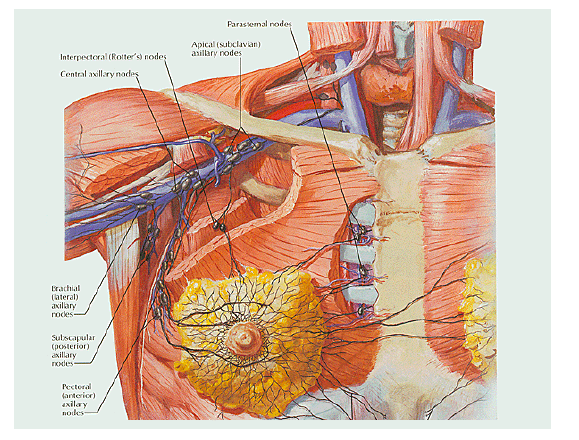 Parasternal nodes
Apical (subclavian)
axillary nodes
Interpectoral (Rotter's) nodes
Central axillary nodes
Brachial
(lateral)
axillary
nodes
Subscapular
(posterior)
axillary
nodes
Pectoral
(anterior)
axillary
nodes